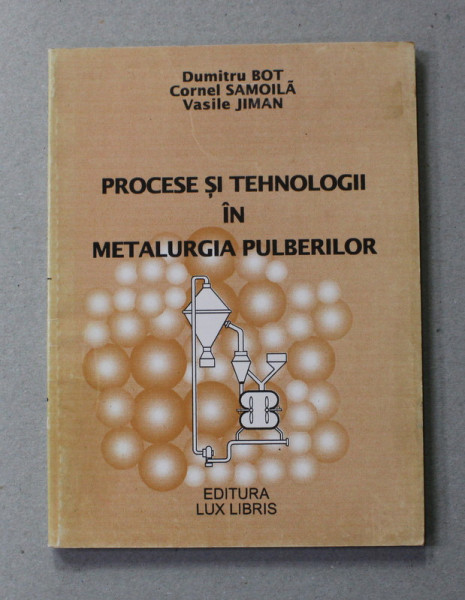 Dumitru BOT
Cornel SAMOILĂ
Vasile JIMAN
PROCESE ŞI TEHNOLOGII
ÎN
METALURGIA PULBERILOR
EDITURA
LUX LIBRIS